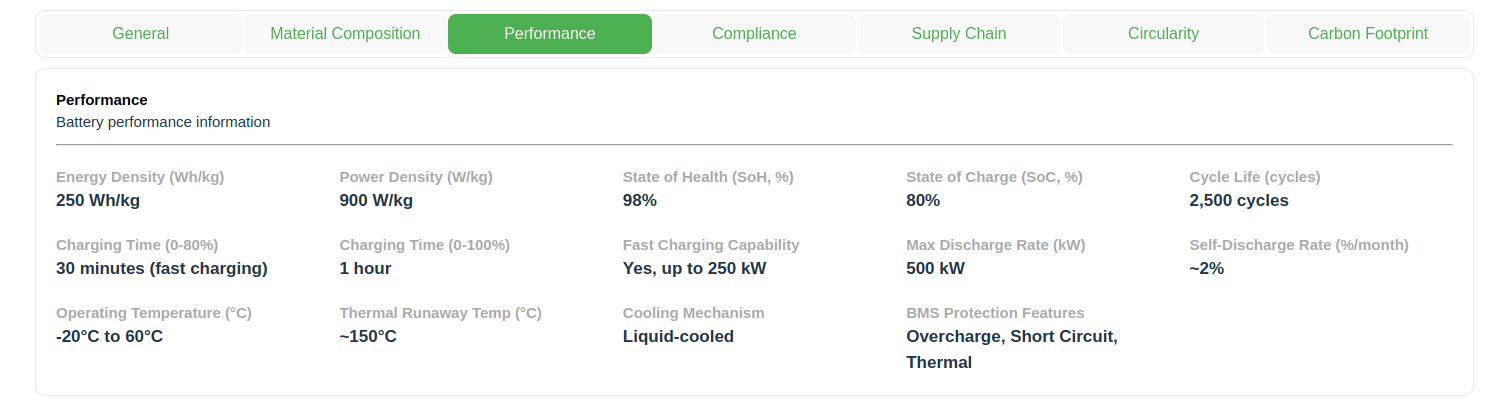 General Material Composition Performance Compliance Supply Chain Circularity Carbon Footprint
Performance
Battery performance information
Energy Density (Wh/kg) Power Density (W/kg) State of Health (SoH, %) State of Charge (SoC, %) Cycle Life (cycles)
250 Wh/kg 900 W/kg 98% 80% 2,500 cycles
Charging Time (0-80%) Charging Time (0-100%) Fast Charging Capability Max Discharge Rate (kW) Self-Discharge Rate (%/month)
30 minutes (fast charging) 1 hour Yes, up to 250 kW 500 kW ~2%
Operating Temperature (°C) Thermal Runaway Temp (°C) Cooling Mechanism BMS Protection Features
-20°C to 60°C ~150°C Liquid-cooled Overcharge, Short Circuit,
Thermal